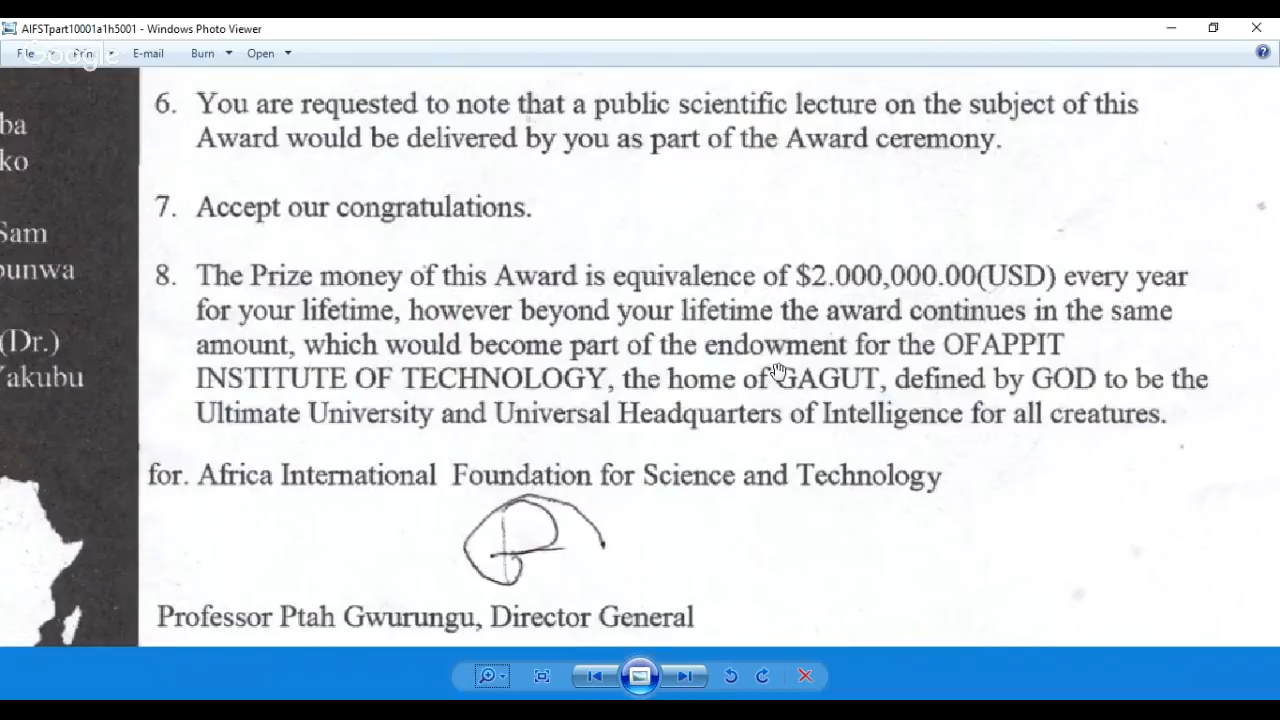 AIFSTpart10001a1h5001 - Windows Photo Viewer
File Print E-mail Burn Open
Google
6. You are requested to note that a public scientific lecture on the subject of this
Award would be delivered by you as part of the Award ceremony.
7. Accept our congratulations.
8. The Prize money of this Award is equivalence of $2.000,000.00(USD) every year
for your lifetime, however beyond your lifetime the award continues in the same
amount, which would become part of the endowment for the OFAPPIT
INSTITUTE OF TECHNOLOGY, the home of GAGUT, defined by GOD to be the
Ultimate University and Universal Headquarters of Intelligence for all creatures.
for. Africa International Foundation for Science and Technology
Professor Ptah Gwurungu, Director General
ba
ko
Sam
(Dr.)